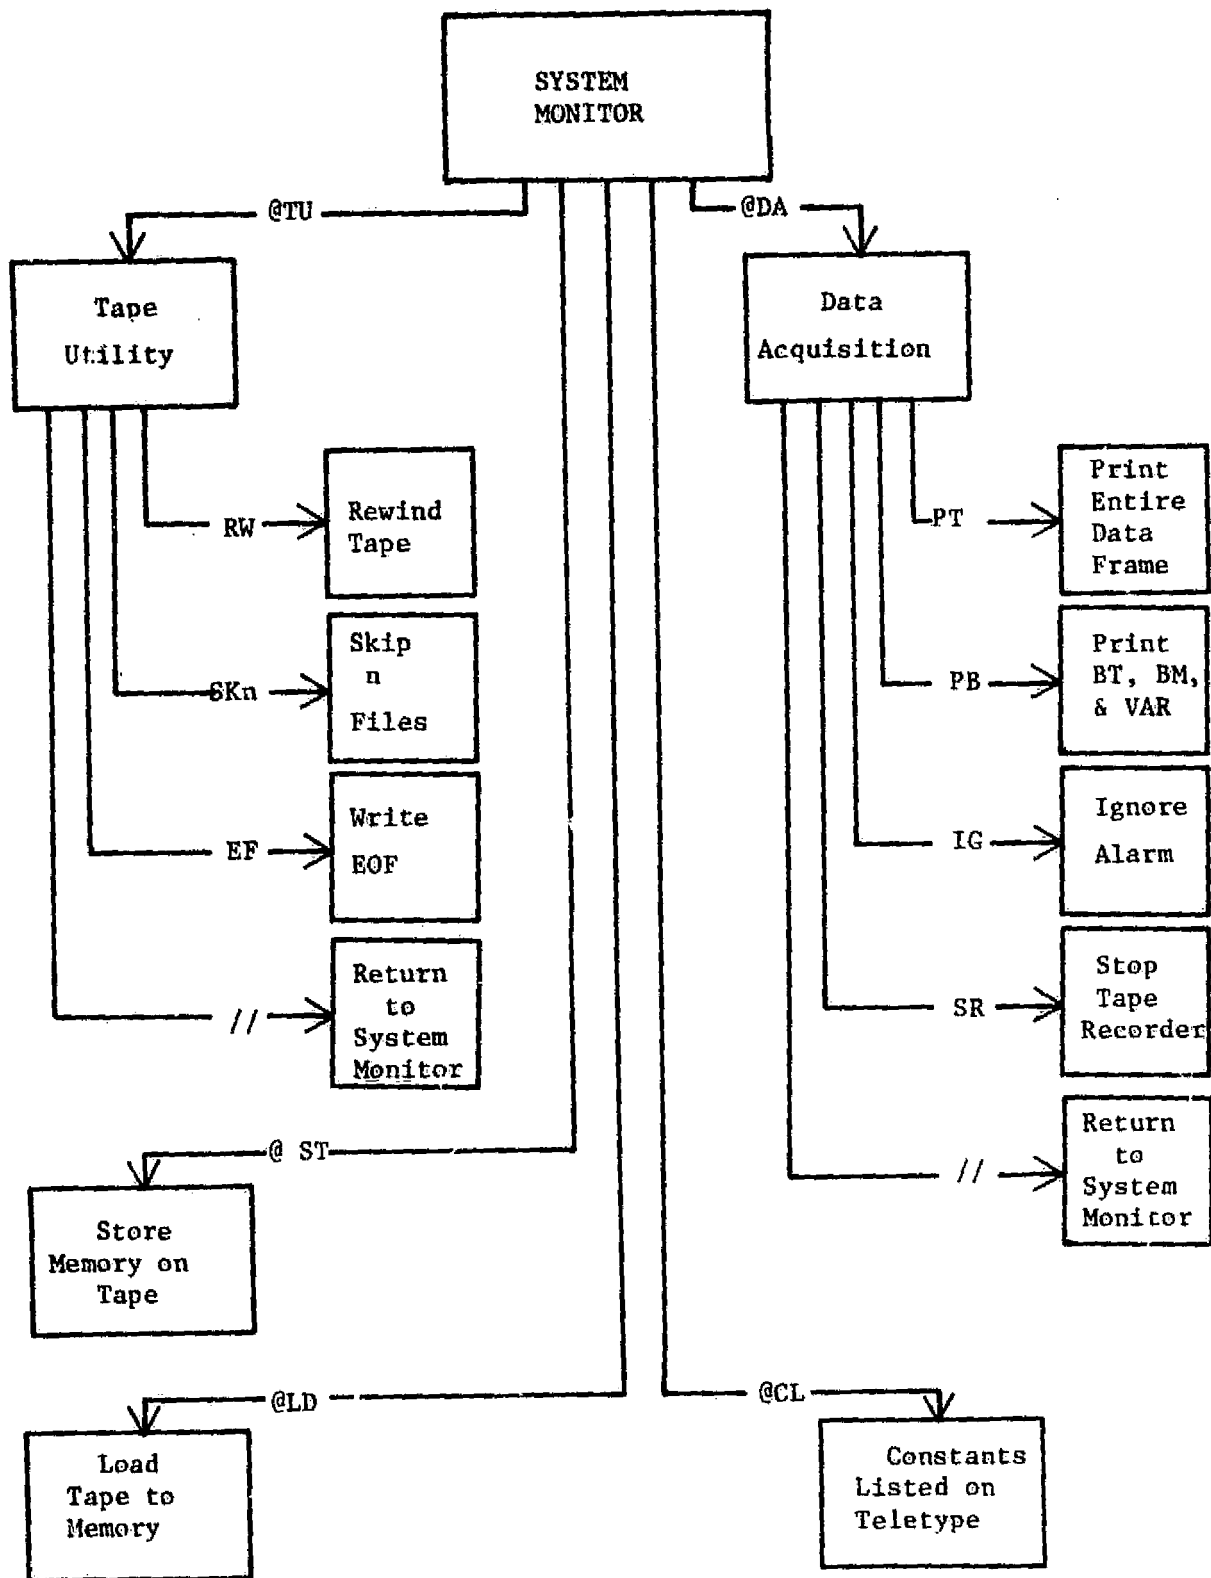 SYSTEM
MONITOR
@TU
@DA
Tape
Utility
Data
Acquisition
RW
Rewind
Tape
SKn
Skip
n
Files
EF
Write
EOF
//
Return
to
System
Monitor
PT
Print
Entire
Data
Frame
PB
Print
BT, BM,
& VAR
IG
Ignore
Alarm
SR
Stop
Tape
Recorder
//
Return
to
System
Monitor
@ ST
Store
Memory on
Tape
@LD
Load
Tape to
Memory
@CL
Constants
Listed on
Teletype